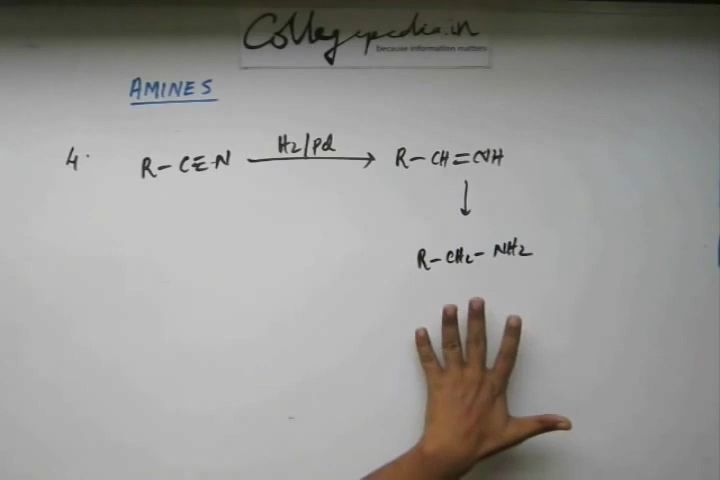 Collegepedia.in
because information matters
AMINES
4. R-C≡N H2/Pd → R-CH=NH
↓
R-CH2-NH2